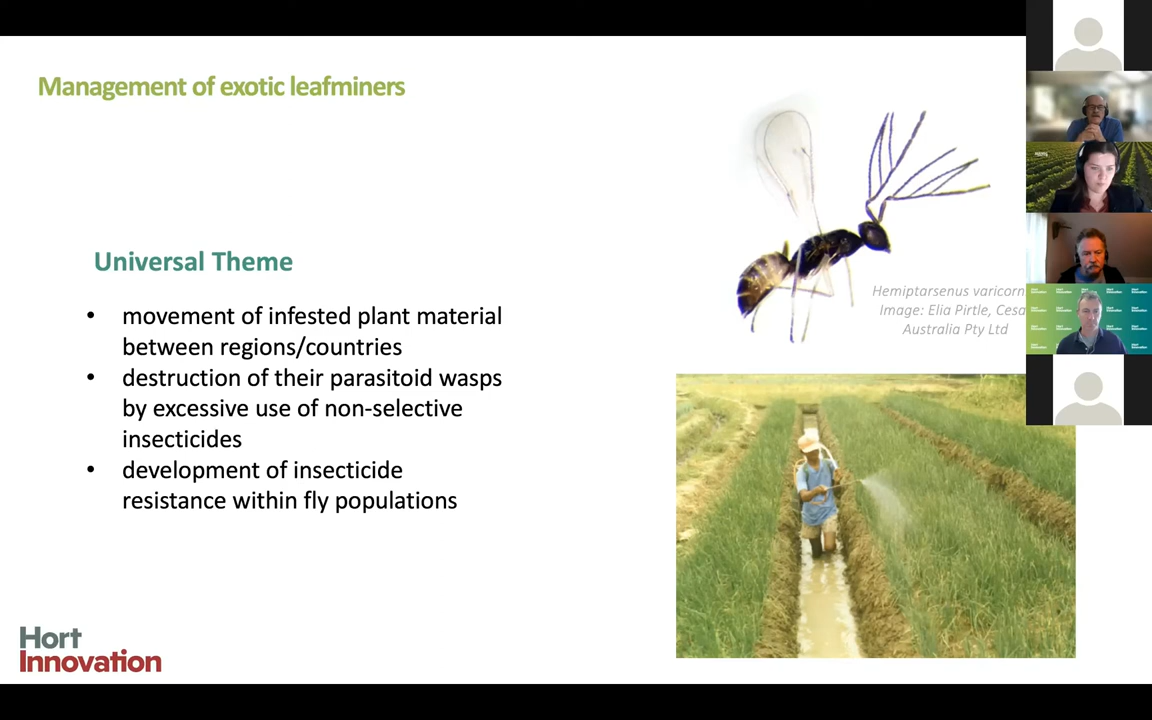 Management of exotic leafminers
Universal Theme
• movement of infested plant material
between regions/countries
• destruction of their parasitoid wasps
by excessive use of non-selective
insecticides
• development of insecticide
resistance within fly populations
Hemiptarsenus varicorn
Image: Elia Pirtle, Cesa
Australia Pty Ltd
Hort
Innovation